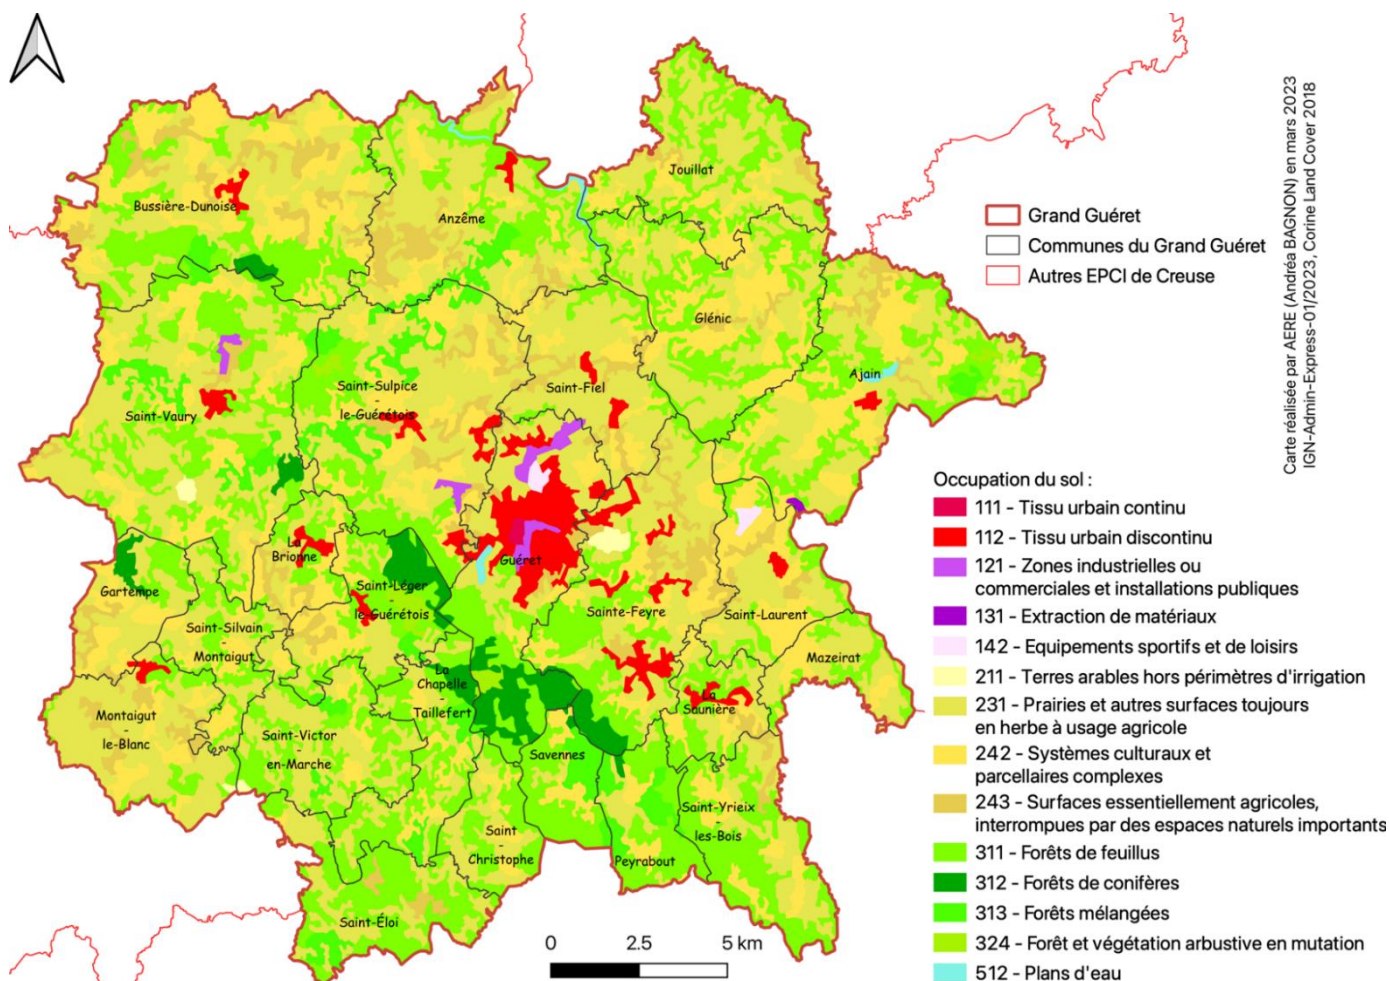 Jouillat
Bussière-Dunoise
Anzême
Glénic
Ajain
Saint-Sulpice
-
le-Guérétois
Saint-Fiel
Saint-Vaury
La
Brionne
Guéret
Gartempe
Saint-Léger
-
le-Guérétois
Sainte-Feyre
Saint-Laurent
Saint-Silvain
-
Montaigut
Mazeirat
La
Chapelle
-
Taillefert
La
Saunière
Montaigut
-
le-Blanc
Saint-Victor
-
en-Marche
Savennes
Saint-Yrieix
-
les-Bois
Saint
-
Christophe
Peyrabout
Saint-Éloi
0 2.5 5 km
Grand Guéret
Communes du Grand Guéret
Autres EPCI de Creuse
Carte réalisée par AERE (Andréa BAGNON) en mars 2023
IGN-Admin-Express-01/2023, Corine Land Cover 2018
Occupation du sol :
111 - Tissu urbain continu
112 - Tissu urbain discontinu
121 - Zones industrielles ou
commerciales et installations publiques
131 - Extraction de matériaux
142 - Equipements sportifs et de loisirs
211 - Terres arables hors périmètres d'irrigation
231 - Prairies et autres surfaces toujours
en herbe à usage agricole
242 - Systèmes culturaux et
parcellaires complexes
243 - Surfaces essentiellement agricoles,
interrompues par des espaces naturels importants
311 - Forêts de feuillus
312 - Forêts de conifères
313 - Forêts mélangées
324 - Forêt et végétation arbustive en mutation
512 - Plans d'eau